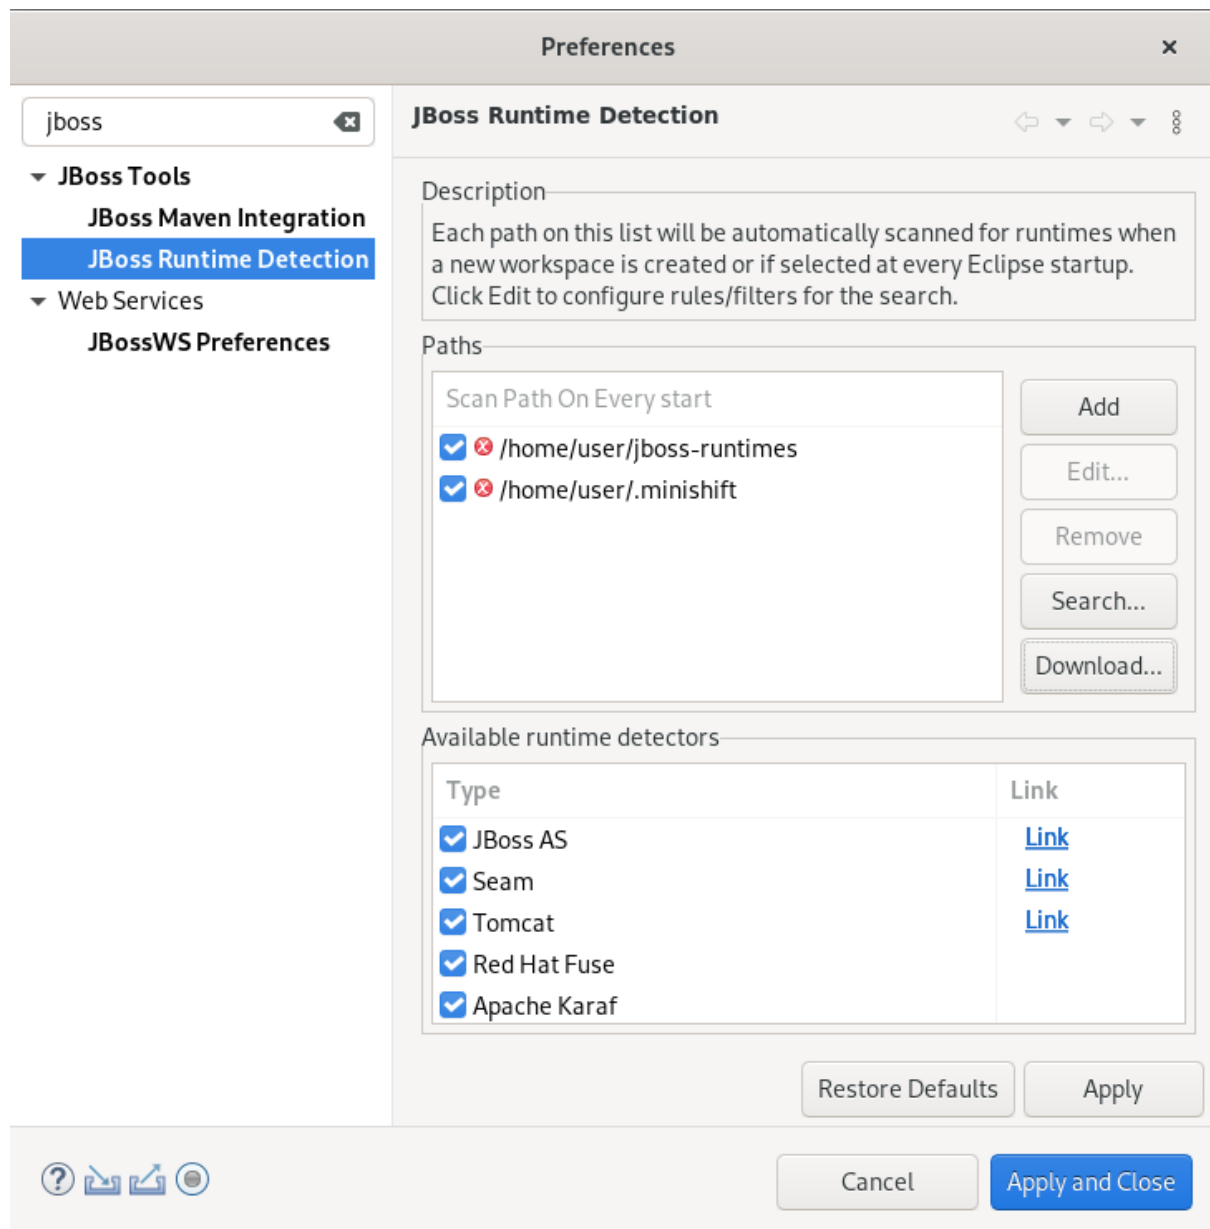 Preferences
jboss
JBoss Tools
JBoss Maven Integration
JBoss Runtime Detection
Web Services
JBossWS Preferences
JBoss Runtime Detection
Description
Each path on this list will be automatically scanned for runtimes when
a new workspace is created or if selected at every Eclipse startup.
Click Edit to configure rules/filters for the search.
Paths
Scan Path On Every start
/home/user/jboss-runtimes
/home/user/.minishift
Add
Edit...
Remove
Search...
Download...
Available runtime detectors
Type Link
JBoss AS Link
Seam Link
Tomcat Link
Red Hat Fuse
Apache Karaf
Restore Defaults Apply
Cancel Apply and Close